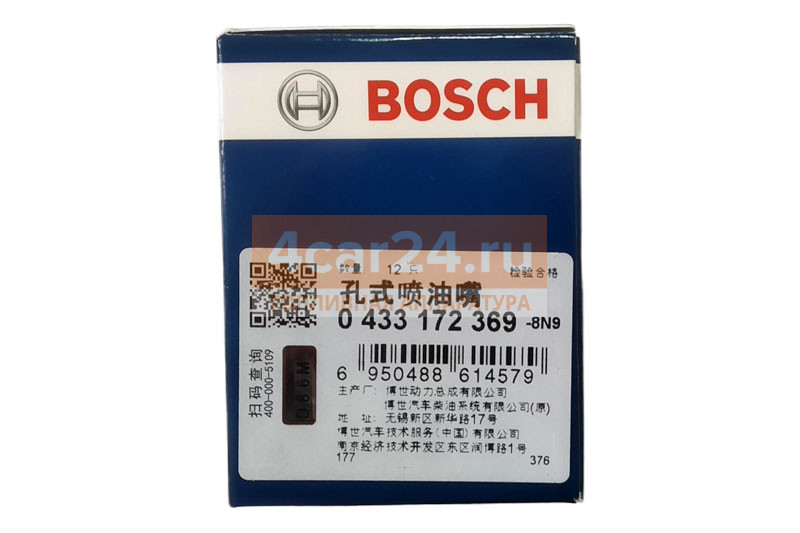 BOSCH
4car24.ru
数量: 12 只 检验合格
孔式喷油嘴
ТОПЛИВНАЯ АППАРАТУРА
0 433 172 369 -8N9
扫码查询
400-000-5109
D86M
6 950488 614579
主产厂: 博世动力总成有限公司
博世汽车柴油系统有限公司(原)
地 址: 无锡新区新华路17号
博世汽车技术服务(中国)有限公司
南京经济技术开发区东区润博路1号
177 376